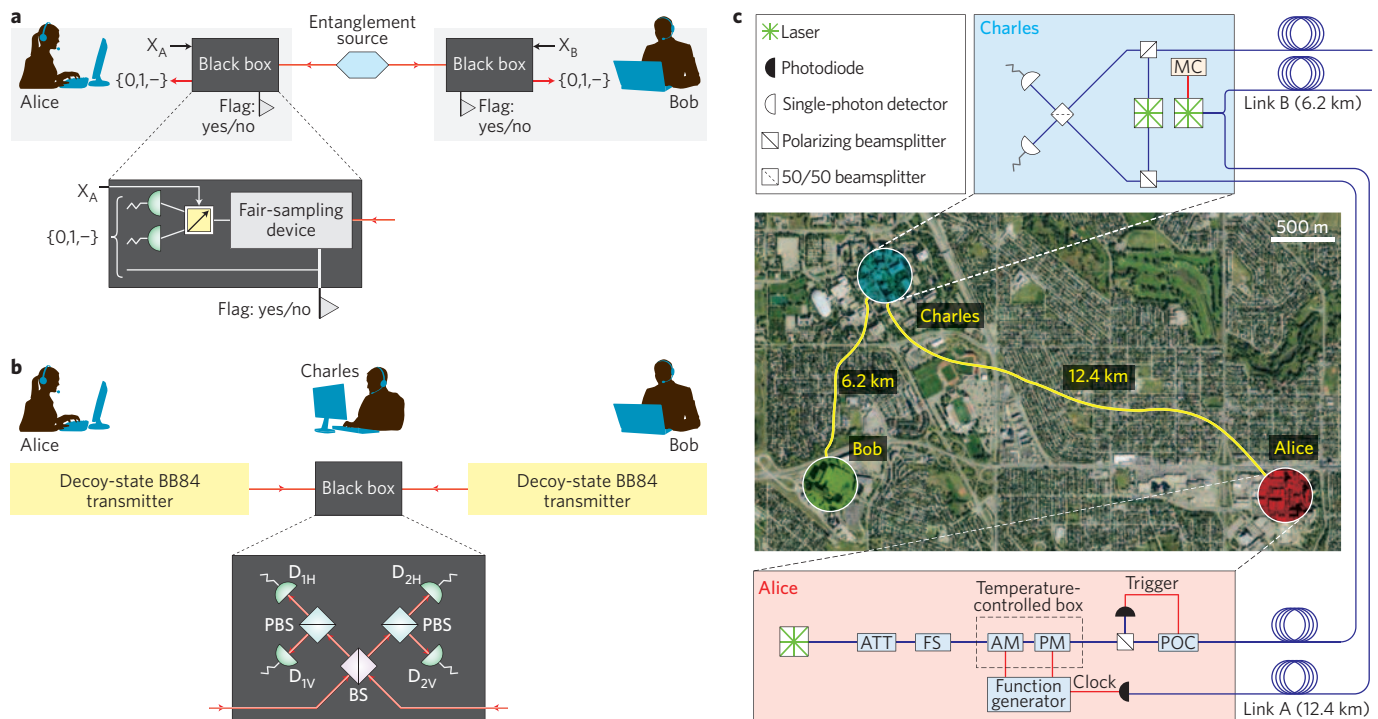 a
Entanglement
source
X_A
Black box
{0,1,−}
Alice
Flag:
yes/no
X_B
Black box
{0,1,−}
Bob
Flag:
yes/no
X_A
{0,1,−}
Fair-sampling
device
Flag: yes/no
b
Charles
Alice
Bob
Decoy-state BB84
transmitter
Black box
Decoy-state BB84
transmitter
D_1H
D_2H
PBS
PBS
D_1V
D_2V
BS
c
Laser
Photodiode
Single-photon detector
Polarizing beamsplitter
50/50 beamsplitter
Charles
MC
Link B (6.2 km)
500 m
Charles
6.2 km
12.4 km
Bob
Alice
Alice
Temperature-
controlled box
Trigger
ATT
FS
AM
PM
POC
Function
generator
Clock
Link A (12.4 km)